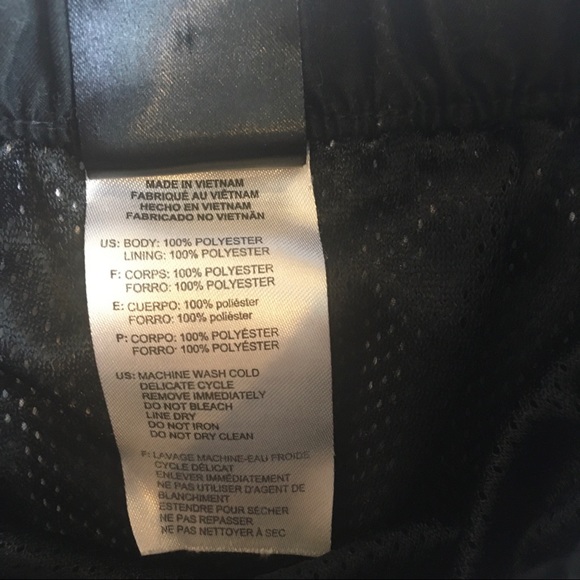 MADE IN VIETNAM
FABRIQUÉ AU VIÊTNAM
HECHO EN VIETNAM
FABRICADO NO VIETNÃN
US: BODY: 100% POLYESTER
LINING: 100% POLYESTER
F: CORPS: 100% POLYESTER
FORRO: 100% POLYESTER
E: CUERPO: 100% poliéster
FORRO: 100% poliéster
P: CORPO: 100% POLYÉSTER
FORRO: 100% POLYÉSTER
US: MACHINE WASH COLD
DELICATE CYCLE
REMOVE IMMEDIATELY
DO NOT BLEACH
LINE DRY
DO NOT IRON
DO NOT DRY CLEAN
F: LAVAGE MACHINE-EAU FROIDE
CYCLE DÉLICAT
ENLEVER IMMÉDIATEMENT
NE PAS UTILISER D'AGENT DE
BLANCHIMENT
ESTENDRE POUR SÉCHER
NE PAS REPASSER
NE PAS NETTOYER À SEC